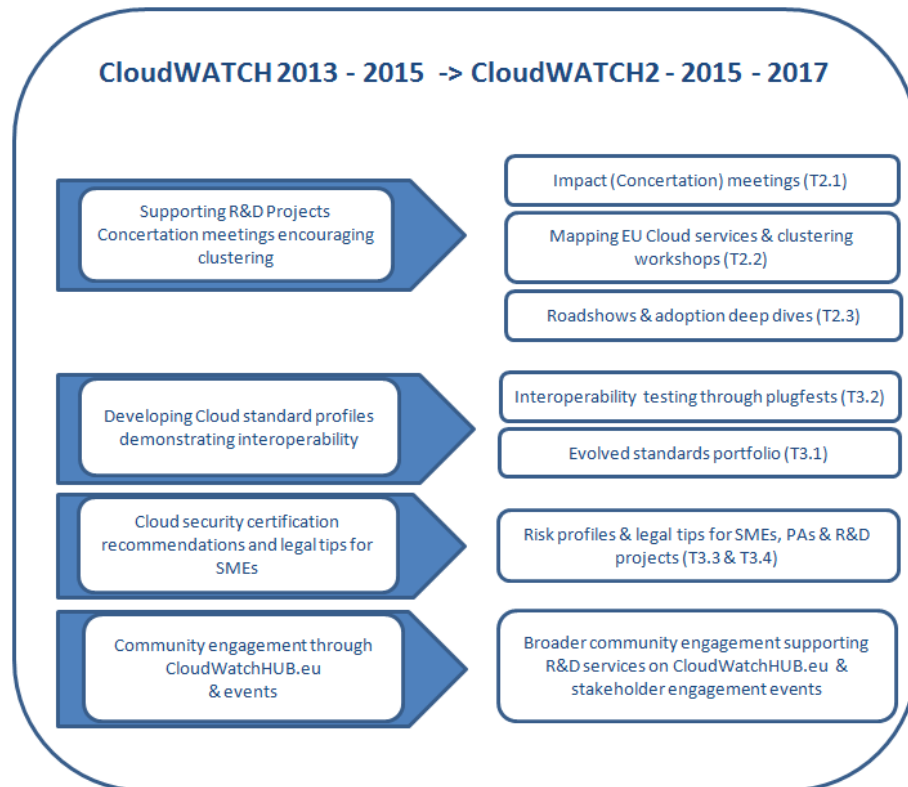 CloudWATCH 2013 - 2015 -> CloudWATCH2 - 2015 - 2017
Supporting R&D Projects
Concertation meetings encouraging
clustering
Impact (Concertation) meetings (T2.1)
Mapping EU Cloud services & clustering
workshops (T2.2)
Roadshows & adoption deep dives (T2.3)
Developing Cloud standard profiles
demonstrating interoperability
Interoperability testing through plugfests (T3.2)
Evolved standards portfolio (T3.1)
Cloud security certification
recommendations and legal tips for
SMEs
Risk profiles & legal tips for SMEs, PAs & R&D
projects (T3.3 & T3.4)
Community engagement through
CloudWatchHUB.eu
& events
Broader community engagement supporting
R&D services on CloudWatchHUB.eu &
stakeholder engagement events